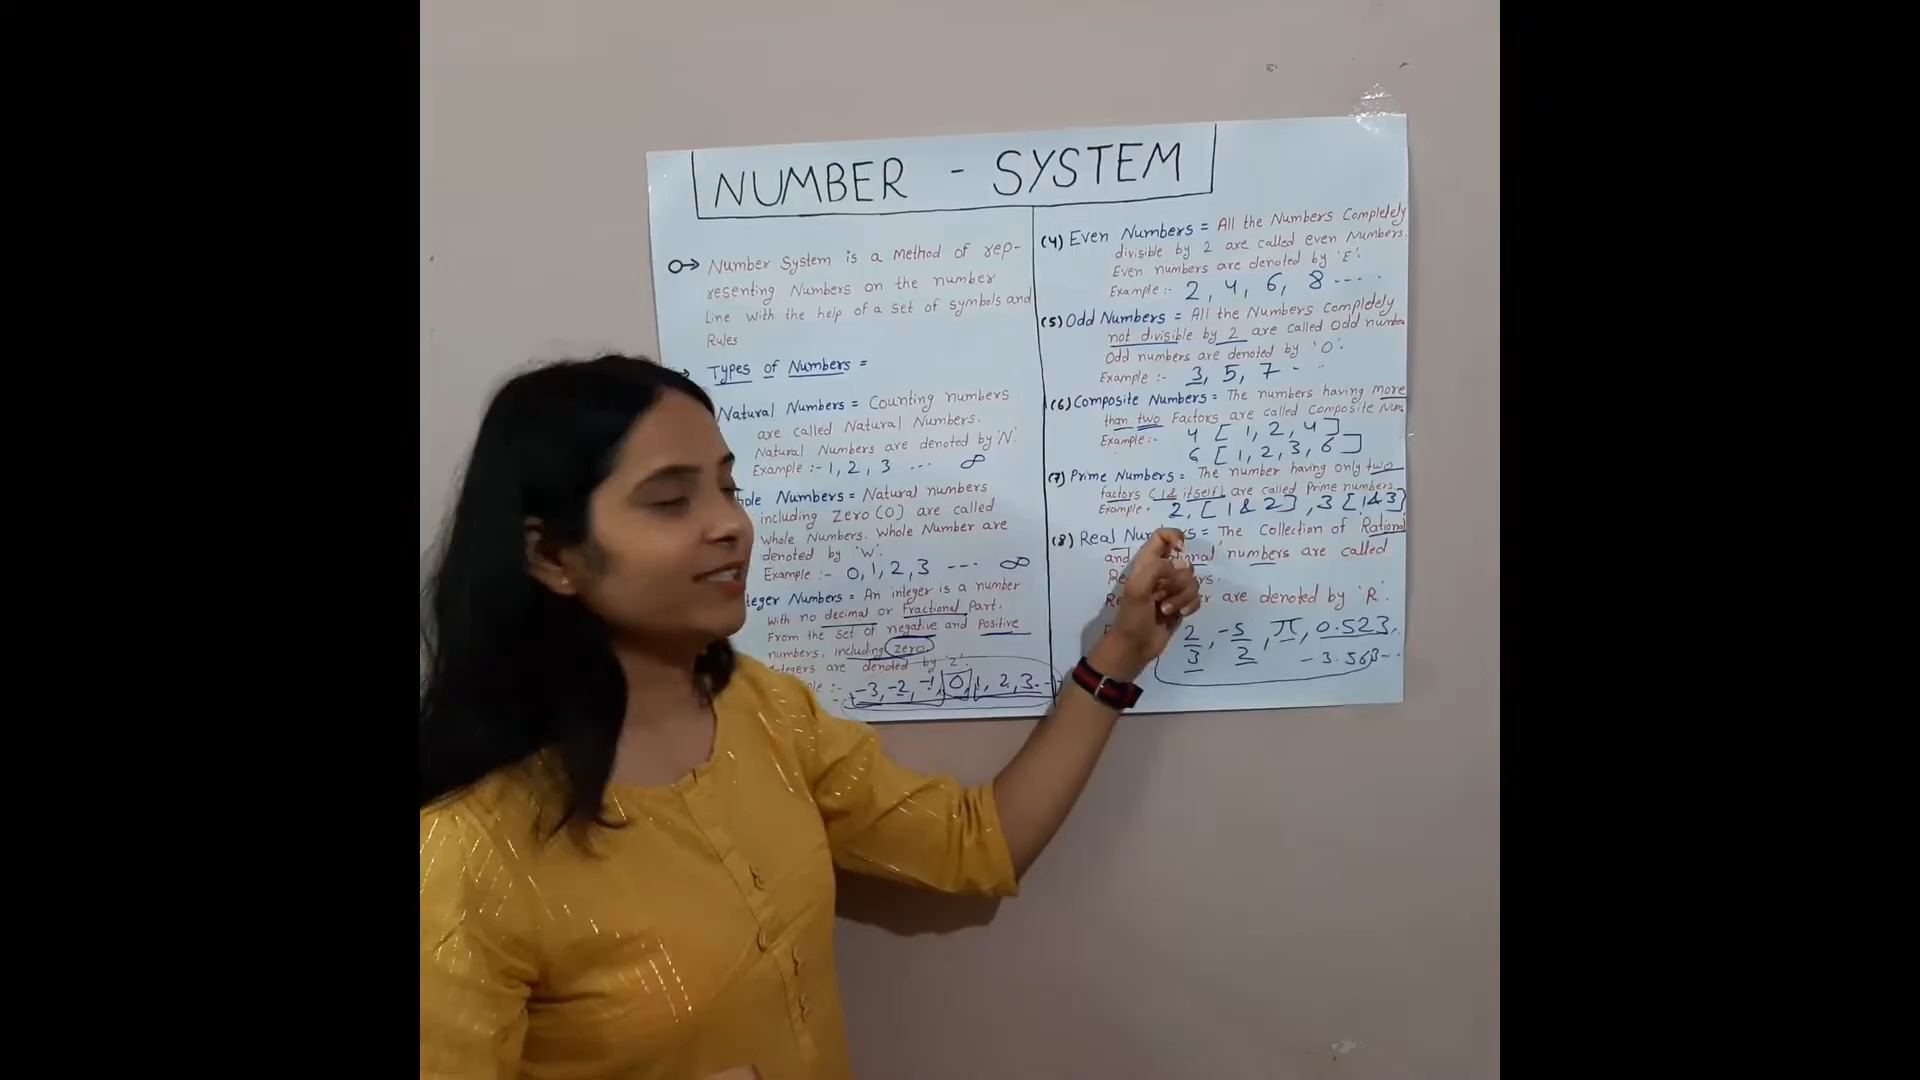 NUMBER - SYSTEM
Number System is a Method of rep-
resenting Numbers on the number
Line with the help of a set of symbols and
Rules
Types of Numbers =
Natural Numbers = Counting numbers
are called Natural Numbers.
Natural Numbers are denoted by 'N'.
Example :- 1, 2, 3 ... ∞
Numbers = Natural numbers
including Zero (0) are called
Whole Numbers. Whole Number are
denoted by 'W'.
Example :- 0, 1, 2, 3 --- ∞
Numbers = An integer is a number
with no decimal or Fractional Part.
From the set of negative and positive
numbers, including zero
are denoted by 'Z'.
-3, -2, -1, 0, 1, 2, 3--
(4) Even Numbers = All the Numbers Completely
divisible by 2 are called even Numbers.
Even numbers are denoted by 'E'.
Example :- 2, 4, 6, 8 ----
(5) Odd Numbers = All the Numbers Completely
not divisible by 2 are called Odd
Odd numbers are denoted by 'O'.
Example :- 3, 5, 7 -
(6) Composite Numbers = The numbers having more
than two Factors are called Composite
Example :- 4 [ 1, 2, 4 ]
6 [ 1, 2, 3, 6 ]
(7) Prime Numbers = The number having only two
factors (1 & itself) are called Prime numbers.
Example - 2, [ 1 & 2 ] , 3 [ 1 & 3 ]
(8) Real = The Collection of Rational
and numbers are called
are denoted by 'R'.
2/3, -5/2, π, 0.523..
-3.563--